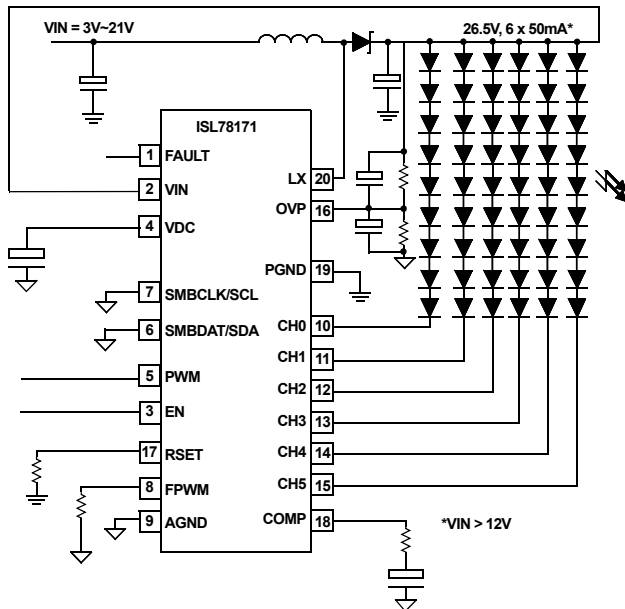 VIN = 3V~21V
26.5V, 6 x 50mA*
ISL78171
1 FAULT
2 VIN
4 VDC
7 SMBCLK/SCL
6 SMBDAT/SDA
5 PWM
3 EN
17 RSET
8 FPWM
9 AGND
LX 20
OVP 16
PGND 19
CH0 10
CH1 11
CH2 12
CH3 13
CH4 14
CH5 15
COMP 18
*VIN > 12V